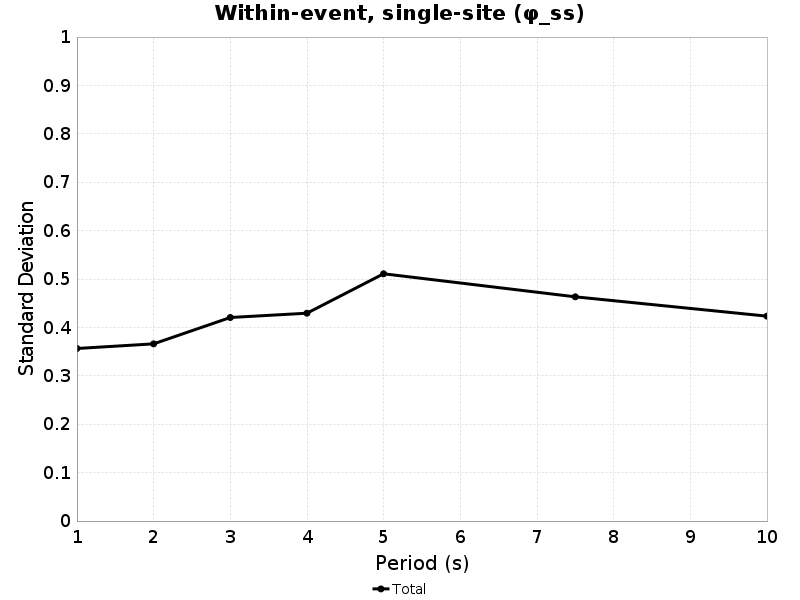 Within-event, single-site (φ_ss)
1
0.9
0.8
0.7
0.6
0.5
0.4
0.3
0.2
0.1
0
Standard Deviation
1 2 3 4 5 6 7 8 9 10
Period (s)
Total